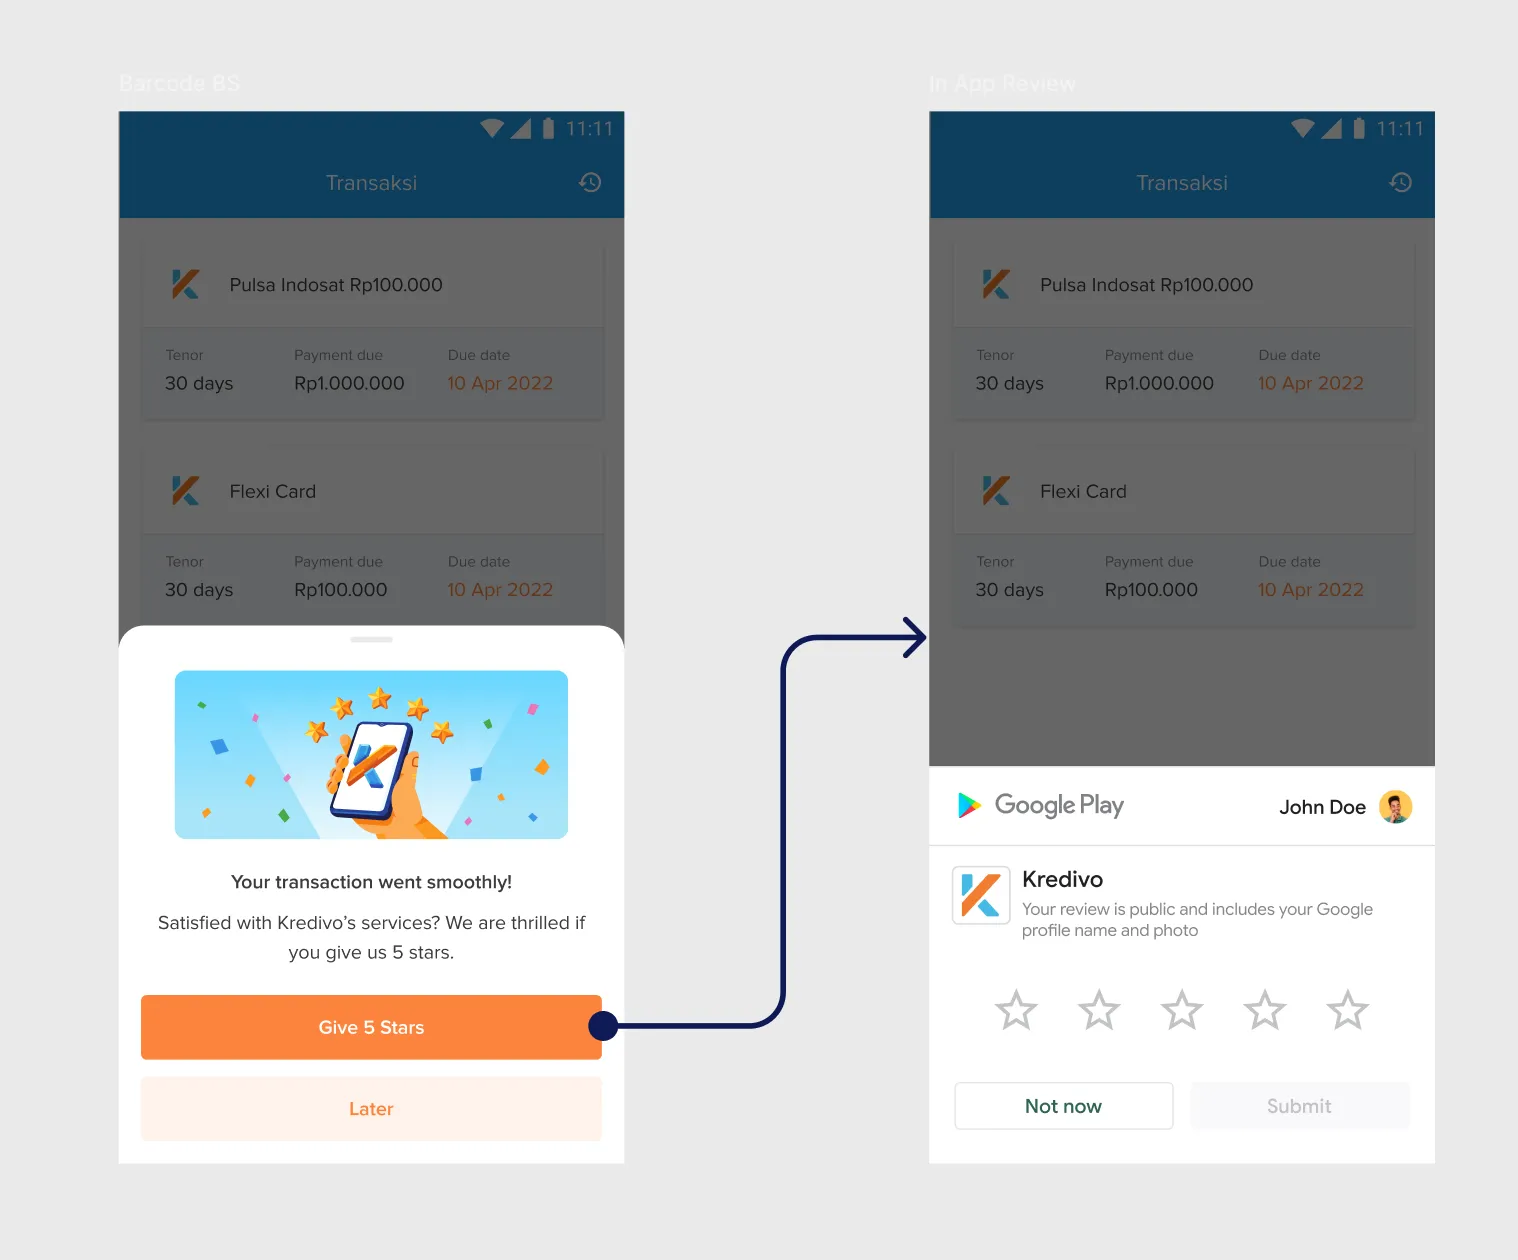 Barcode BS
11:11
Transaksi
Pulsa Indosat Rp100.000
Tenor Payment due Due date
30 days Rp1.000.000 10 Apr 2022
Flexi Card
Tenor Payment due Due date
30 days Rp100.000 10 Apr 2022
Your transaction went smoothly!
Satisfied with Kredivo’s services? We are thrilled if
you give us 5 stars.
Give 5 Stars
Later
In App Review
11:11
Transaksi
Pulsa Indosat Rp100.000
Tenor Payment due Due date
30 days Rp1.000.000 10 Apr 2022
Flexi Card
Tenor Payment due Due date
30 days Rp100.000 10 Apr 2022
Google Play John Doe
Kredivo
Your review is public and includes your Google
profile name and photo
Not now Submit